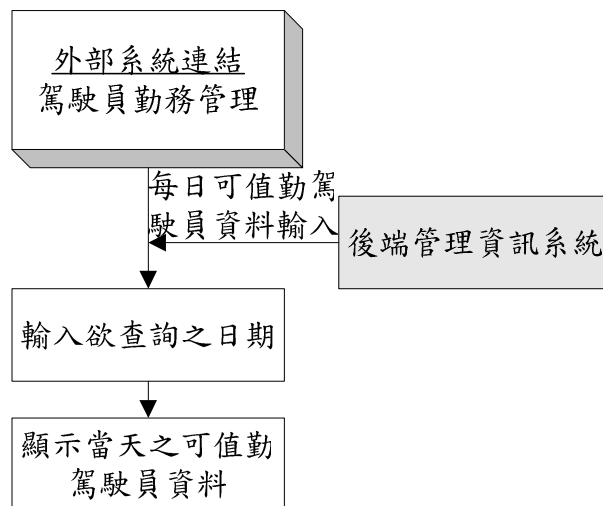 外部系統連結
駕駛員勤務管理
每日可值勤駕
駛員資料輸入
後端管理資訊系統
輸入欲查詢之日期
顯示當天之可值勤
駕駛員資料